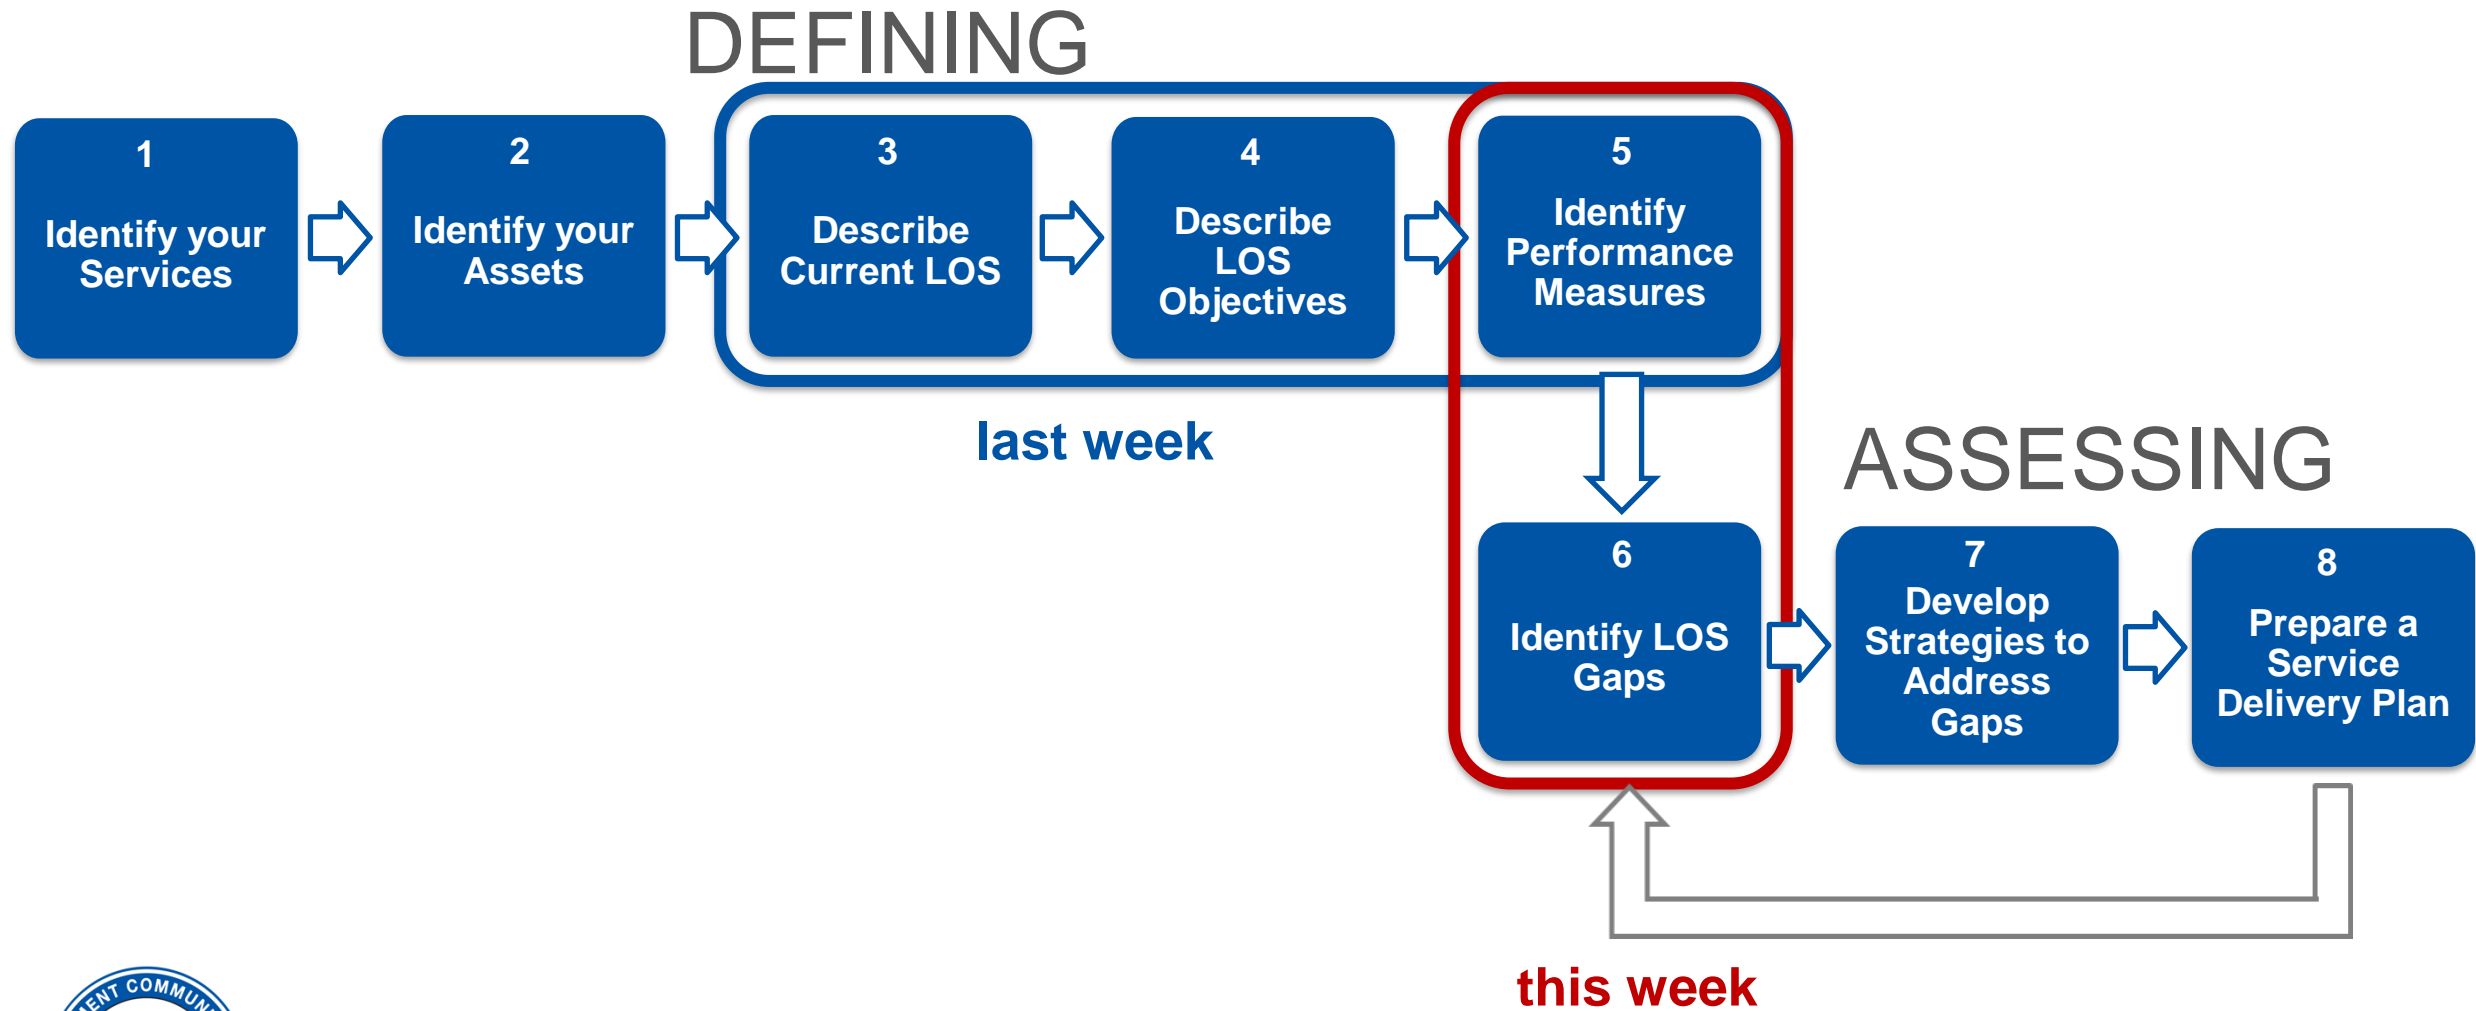 DEFINING
1
Identify your
Services
2
Identify your
Assets
3
Describe
Current LOS
4
Describe
LOS
Objectives
5
Identify
Performance
Measures
last week
ASSESSING
6
Identify LOS
Gaps
7
Develop
Strategies to
Address
Gaps
8
Prepare a
Service
Delivery Plan
this week